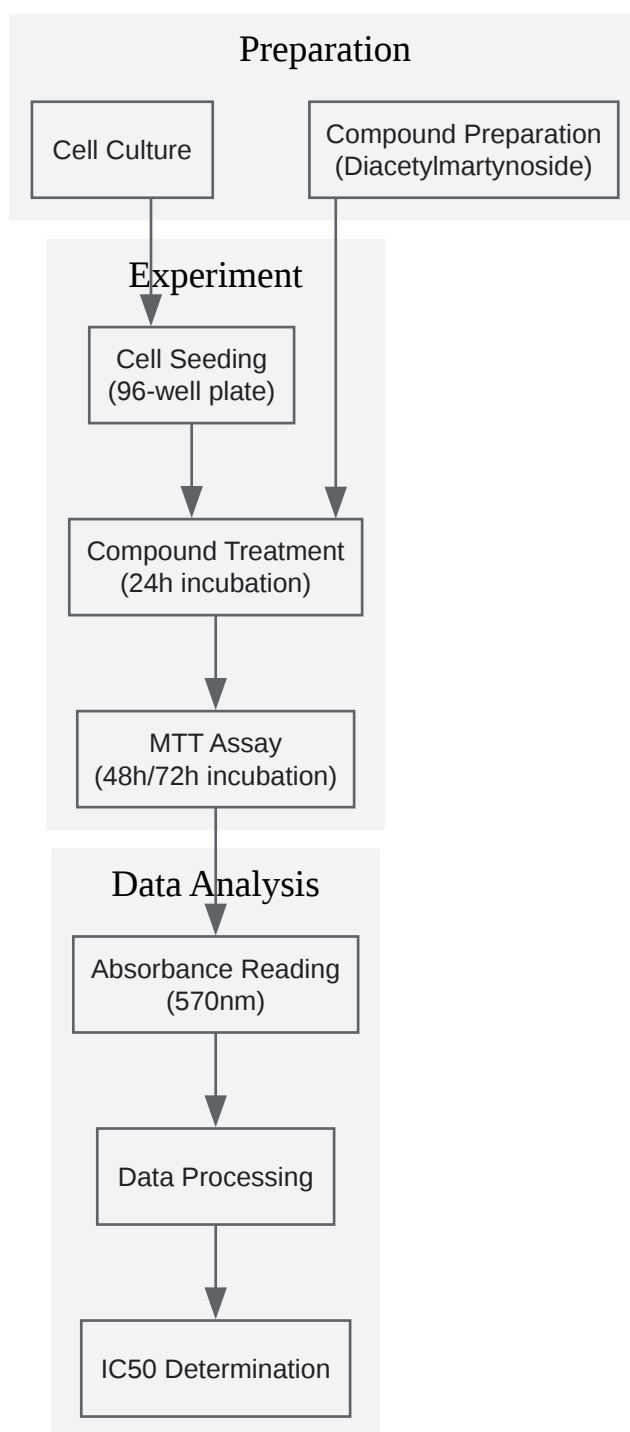 Preparation
Cell Culture
Compound Preparation
(Diacetylmartynoside)
Experiment
Cell Seeding
(96-well plate)
Compound Treatment
(24h incubation)
MTT Assay
(48h/72h incubation)
Data Analysis
Absorbance Reading
(570nm)
Data Processing
IC50 Determination